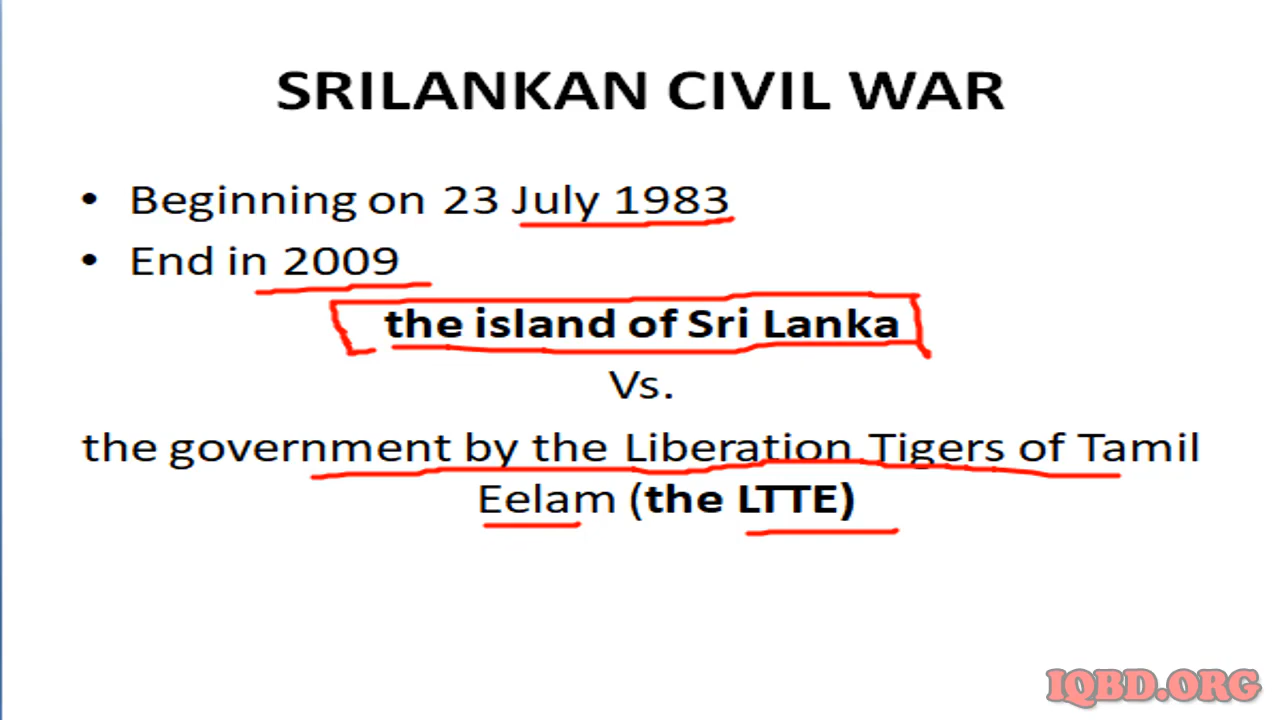 SRILANKAN CIVIL WAR
• Beginning on 23 July 1983
• End in 2009
the island of Sri Lanka
Vs.
the government by the Liberation Tigers of Tamil
Eelam (the LTTE)
IQBD.ORG